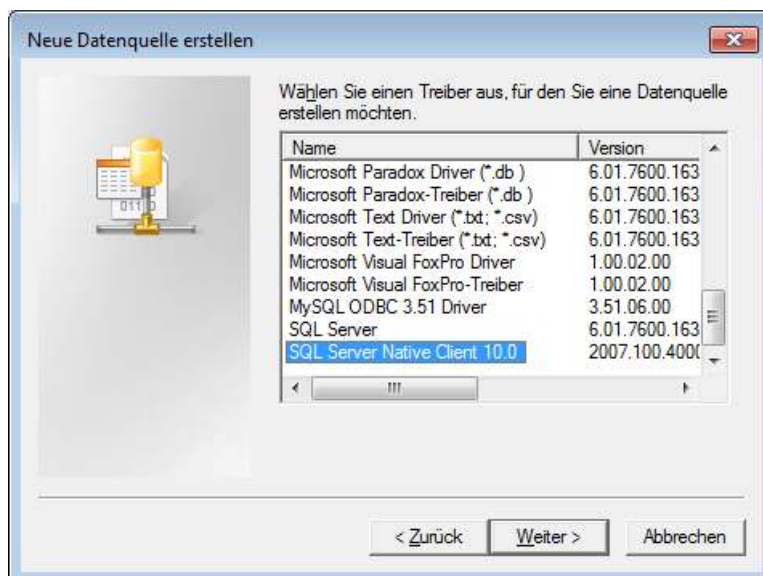 Neue Datenquelle erstellen
Wählen Sie einen Treiber aus, für den Sie eine Datenquelle
erstellen möchten.
Name Version
Microsoft Paradox Driver (*.db ) 6.01.7600.163
Microsoft Paradox-Treiber (*.db ) 6.01.7600.163
Microsoft Text Driver (*.txt; *.csv) 6.01.7600.163
Microsoft Text-Treiber (*.txt; *.csv) 6.01.7600.163
Microsoft Visual FoxPro Driver 1.00.02.00
Microsoft Visual FoxPro-Treiber 1.00.02.00
MySQL ODBC 3.51 Driver 3.51.06.00
SQL Server 6.01.7600.163
SQL Server Native Client 10.0 2007.100.4000
< Zurück Weiter > Abbrechen